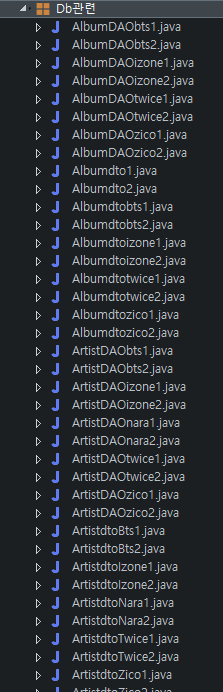 Db관련
AlbumDAObts1.java
AlbumDAObts2.java
AlbumDAOizone1.java
AlbumDAOizone2.java
AlbumDAOtwice1.java
AlbumDAOtwice2.java
AlbumDAOzico1.java
AlbumDAOzico2.java
Albumdto1.java
Albumdto2.java
Albumdtobts1.java
Albumdtobts2.java
Albumdtoizone1.java
Albumdtoizone2.java
Albumdtotwice1.java
Albumdtotwice2.java
Albumdtozico1.java
Albumdtozico2.java
ArtistDAObts1.java
ArtistDAObts2.java
ArtistDAOizone1.java
ArtistDAOizone2.java
ArtistDAOnara1.java
ArtistDAOnara2.java
ArtistDAOtwice1.java
ArtistDAOtwice2.java
ArtistDAOzico1.java
ArtistDAOzico2.java
ArtistdtoBts1.java
ArtistdtoBts2.java
ArtistdtoIzone1.java
ArtistdtoIzone2.java
ArtistdtoNara1.java
ArtistdtoNara2.java
ArtistdtoTwice1.java
ArtistdtoTwice2.java
ArtistdtoZico1.java
ArtistdtoZico2.java